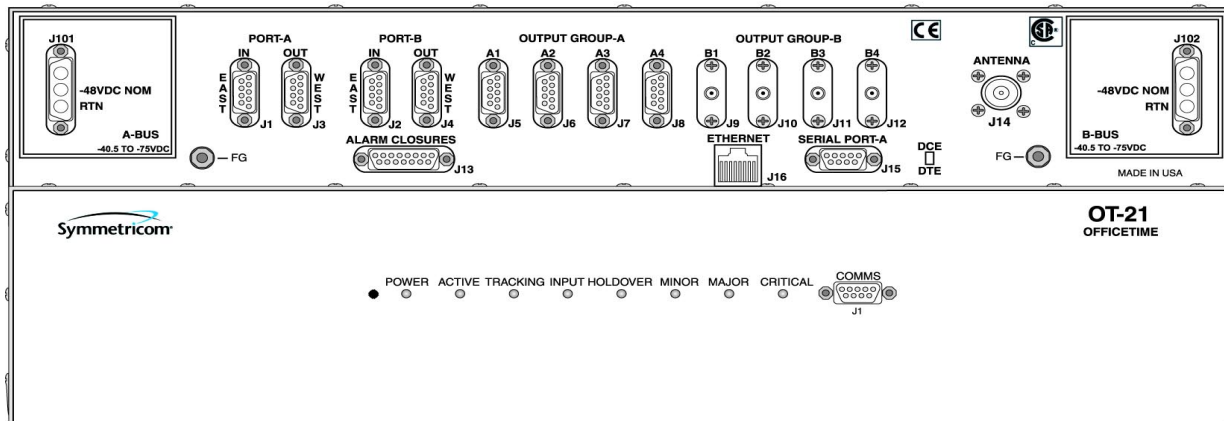 J101
-48VDC NOM
RTN
A-BUS
-40.5 TO -75VDC
PORT-A
IN
OUT
EAST
WEST
J1
J3
FG
PORT-B
IN
OUT
EAST
WEST
J2
J4
ALARM CLOSURES
J13
OUTPUT GROUP-A
A1
A2
A3
A4
J5
J6
J7
J8
OUTPUT GROUP-B
B1
B2
B3
B4
J9
J10
J11
J12
ETHERNET
J16
SERIAL PORT-A
J15
DCE
DTE
CE
C
SA
®
ANTENNA
J14
FG
J102
-48VDC NOM
RTN
B-BUS
-40.5 TO -75VDC
MADE IN USA
Symmetricom
OT-21
OFFICETIME
POWER
ACTIVE
TRACKING
INPUT
HOLDOVER
MINOR
MAJOR
CRITICAL
COMMS
J1